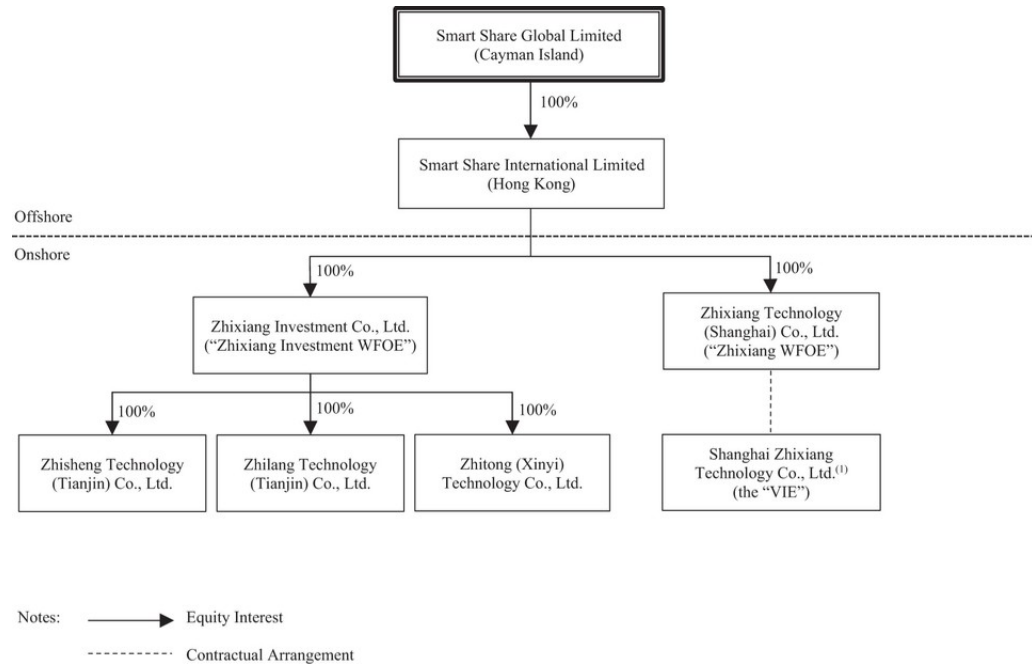 Smart Share Global Limited
(Cayman Island)
100%
Smart Share International Limited
(Hong Kong)
Offshore
Onshore
100%
100%
Zhixiang Investment Co., Ltd.
(“Zhixiang Investment WFOE”)
Zhixiang Technology
(Shanghai) Co., Ltd.
(“Zhixiang WFOE”)
100%
100%
100%
Zhisheng Technology
(Tianjin) Co., Ltd.
Zhilang Technology
(Tianjin) Co., Ltd.
Zhitong (Xinyi)
Technology Co., Ltd.
Shanghai Zhixiang
Technology Co., Ltd.(1)
(the “VIE”)
Notes:
Equity Interest
Contractual Arrangement